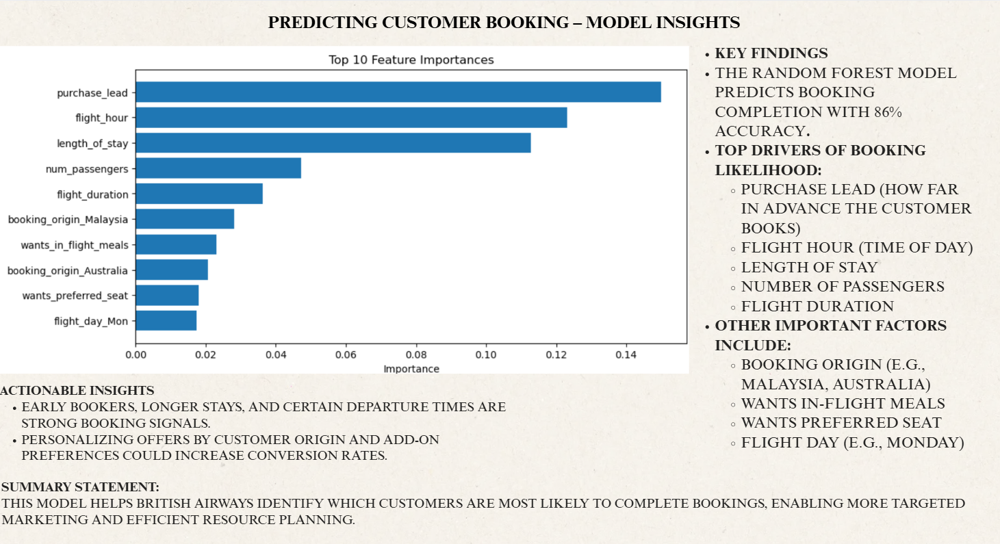 PREDICTING CUSTOMER BOOKING – MODEL INSIGHTS
Top 10 Feature Importances
purchase_lead
flight_hour
length_of_stay
num_passengers
flight_duration
booking_origin_Malaysia
wants_in_flight_meals
booking_origin_Australia
wants_preferred_seat
flight_day_Mon
0.00 0.02 0.04 0.06 0.08 0.10 0.12 0.14
Importance
• KEY FINDINGS
• THE RANDOM FOREST MODEL
PREDICTS BOOKING
COMPLETION WITH 86%
ACCURACY.
• TOP DRIVERS OF BOOKING
LIKELIHOOD:
◦ PURCHASE LEAD (HOW FAR
IN ADVANCE THE CUSTOMER
BOOKS)
◦ FLIGHT HOUR (TIME OF DAY)
◦ LENGTH OF STAY
◦ NUMBER OF PASSENGERS
◦ FLIGHT DURATION
• OTHER IMPORTANT FACTORS
INCLUDE:
◦ BOOKING ORIGIN (E.G.,
MALAYSIA, AUSTRALIA)
◦ WANTS IN-FLIGHT MEALS
◦ WANTS PREFERRED SEAT
◦ FLIGHT DAY (E.G., MONDAY)
ACTIONABLE INSIGHTS
• EARLY BOOKERS, LONGER STAYS, AND CERTAIN DEPARTURE TIMES ARE
STRONG BOOKING SIGNALS.
• PERSONALIZING OFFERS BY CUSTOMER ORIGIN AND ADD-ON
PREFERENCES COULD INCREASE CONVERSION RATES.
SUMMARY STATEMENT:
THIS MODEL HELPS BRITISH AIRWAYS IDENTIFY WHICH CUSTOMERS ARE MOST LIKELY TO COMPLETE BOOKINGS, ENABLING MORE TARGETED
MARKETING AND EFFICIENT RESOURCE PLANNING.